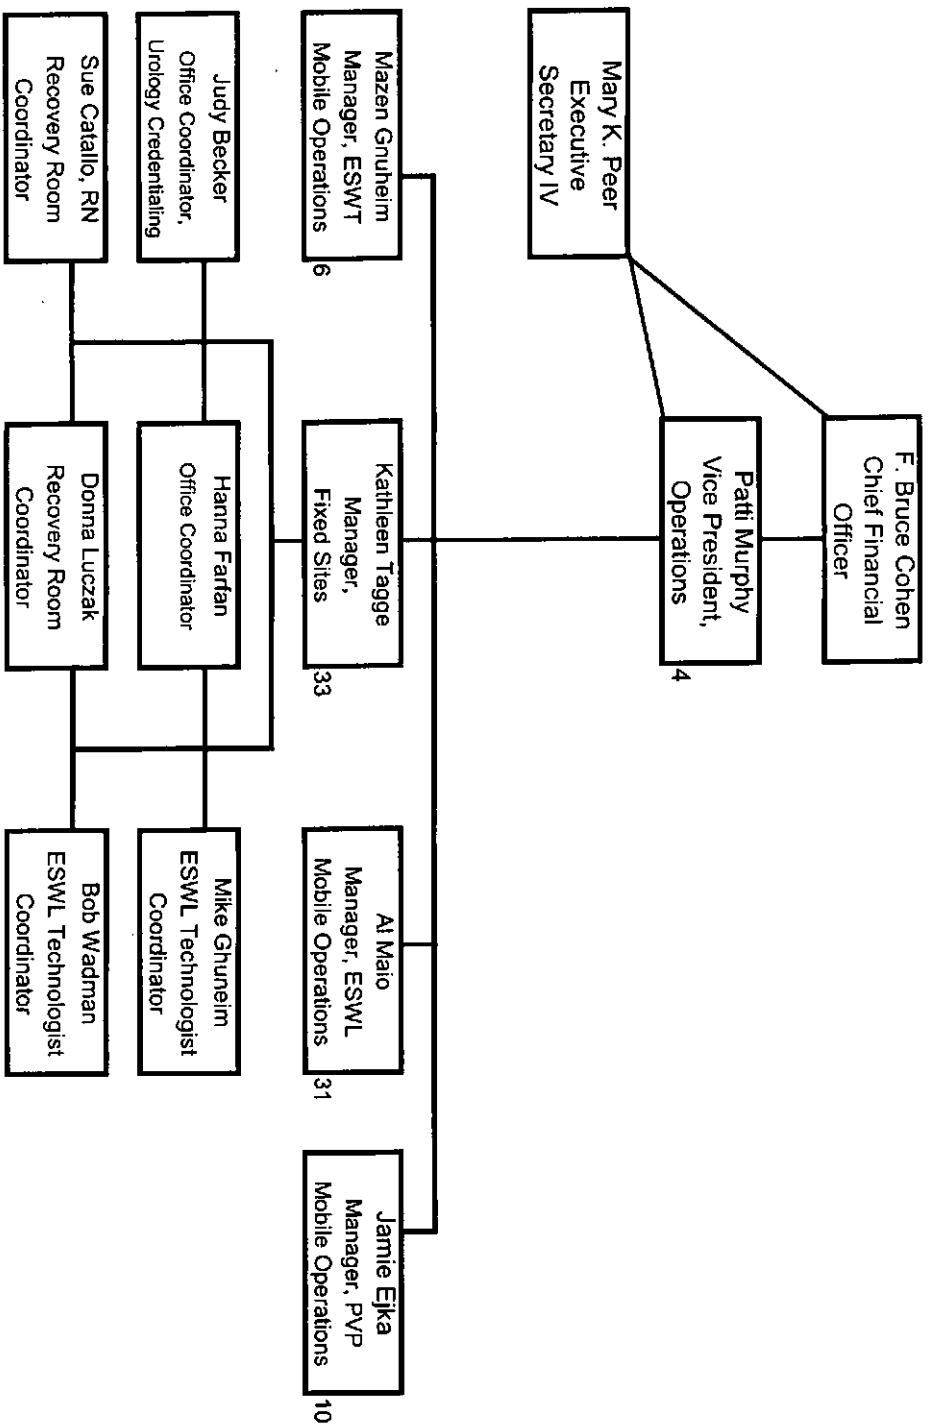 F. Bruce Cohen
Chief Financial
Officer
Patti Murphy
Vice President,
Operations
4
Mary K. Peer
Executive
Secretary IV
Mazen Gnuheim
Manager, ESWT
Mobile Operations
6
Kathleen Tagge
Manager,
Fixed Sites
33
Al Maio
Manager, ESWL
Mobile Operations
31
Jamie Ejka
Manager, PVP
Mobile Operations
10
Judy Becker
Office Coordinator,
Urology Credentialing
Hanna Farfan
Office Coordinator
Mike Ghuneim
ESWL Technologist
Coordinator
Sue Catallo, RN
Recovery Room
Coordinator
Donna Luczak
Recovery Room
Coordinator
Bob Wadman
ESWL Technologist
Coordinator